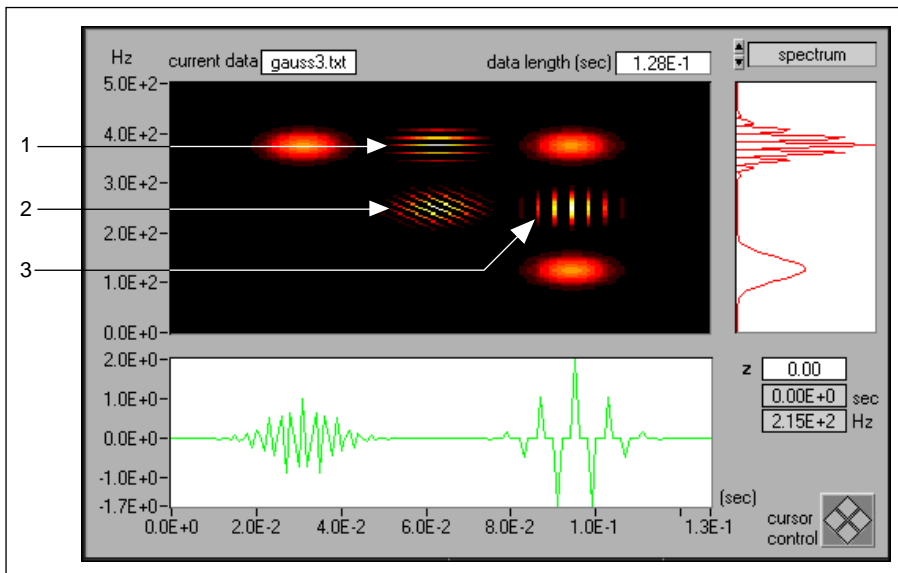 Hz current data gauss3.txt data length (sec) 1.28E-1 spectrum
5.0E+2-
1 4.0E+2-
3.0E+2-
2 2.0E+2-
3 1.0E+2-
0.0E+0-
2.0E+0-
1.0E+0-
0.0E+0-
-1.0E+0-
-1.7E+0-
z 0.00
0.00E+0 sec
2.15E+2 Hz
0.0E+0 2.0E-2 4.0E-2 6.0E-2 8.0E-2 1.0E-1 1.3E-1
(sec)
cursor
control